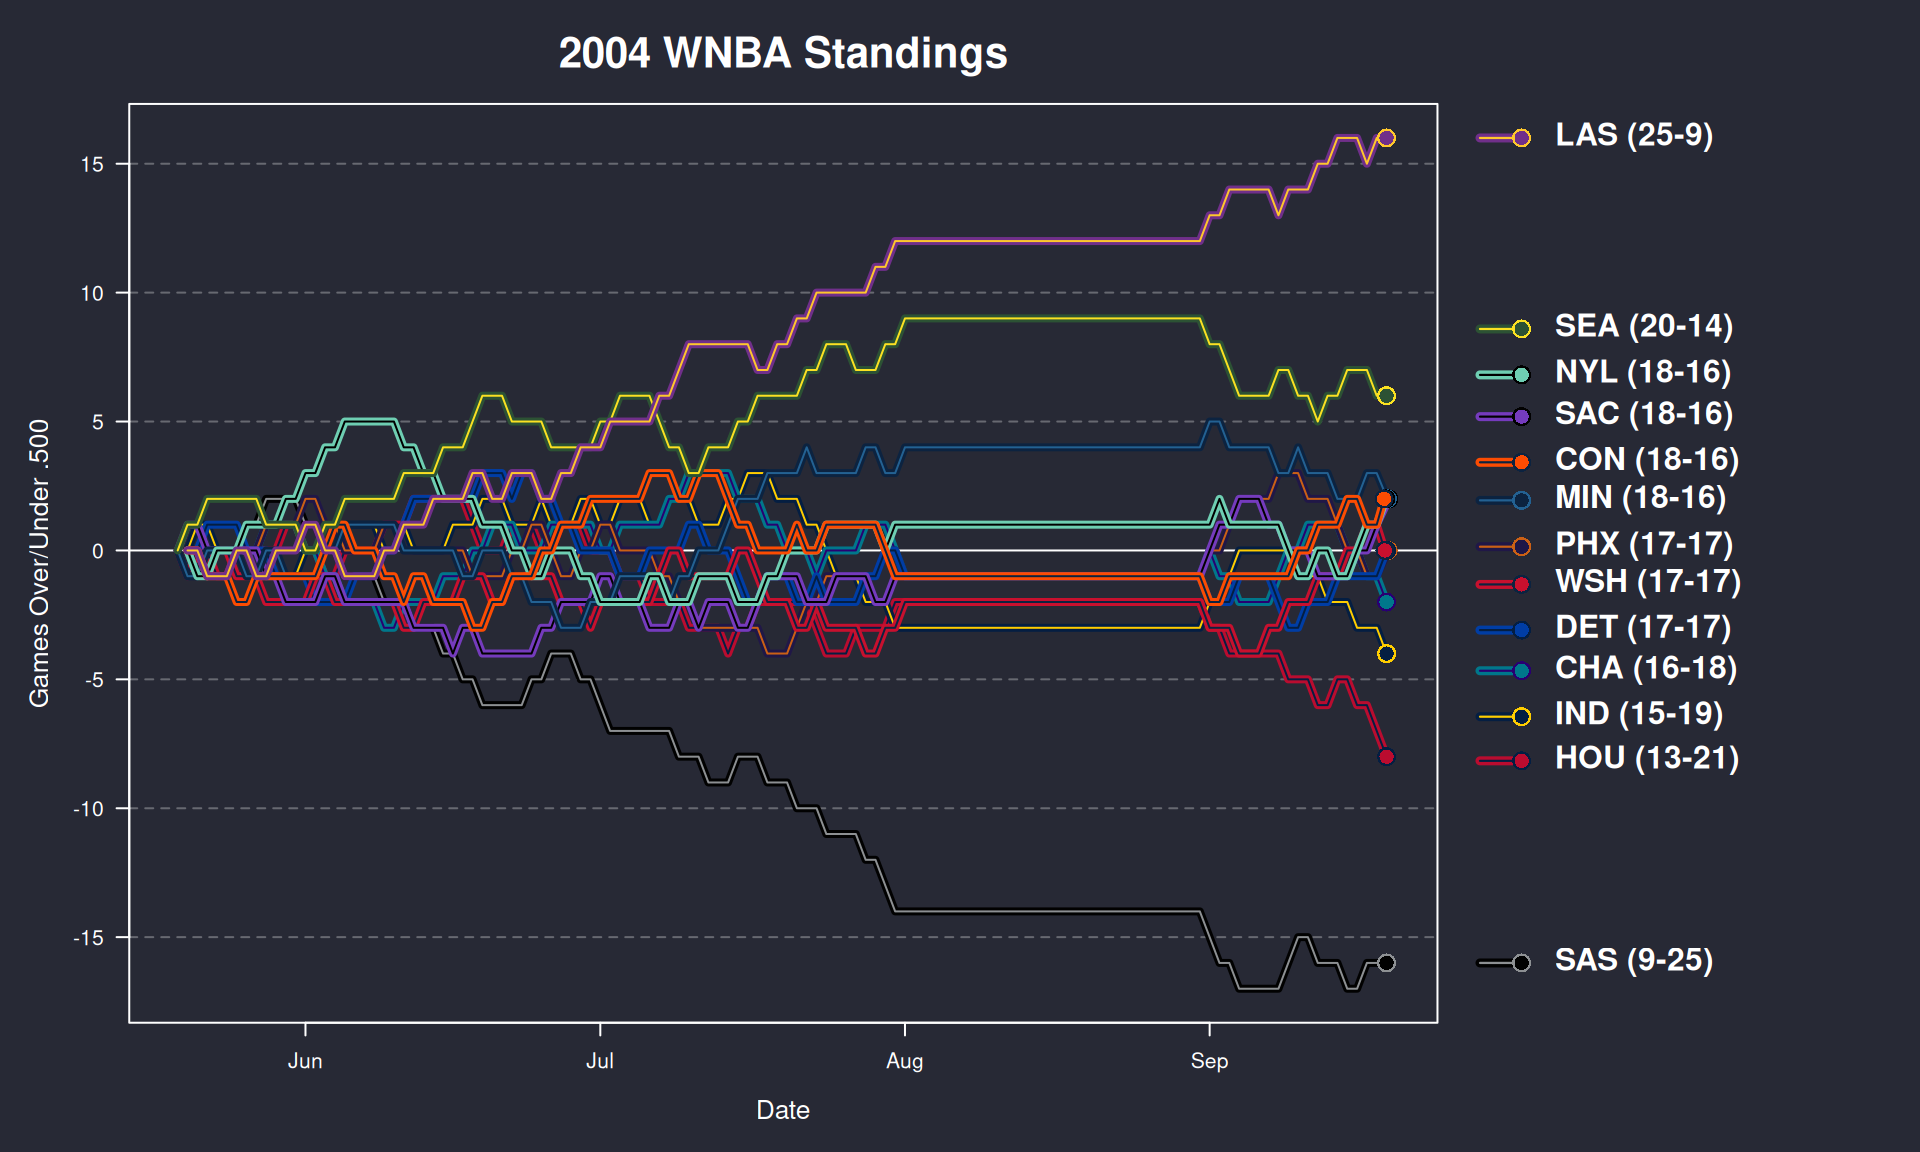 2004 WNBA Standings
Games Over/Under .500
15
10
5
0
-5
-10
-15
Jun
Jul
Aug
Sep
Date
LAS (25-9)
SEA (20-14)
NYL (18-16)
SAC (18-16)
CON (18-16)
MIN (18-16)
PHX (17-17)
WSH (17-17)
DET (17-17)
CHA (16-18)
IND (15-19)
HOU (13-21)
SAS (9-25)